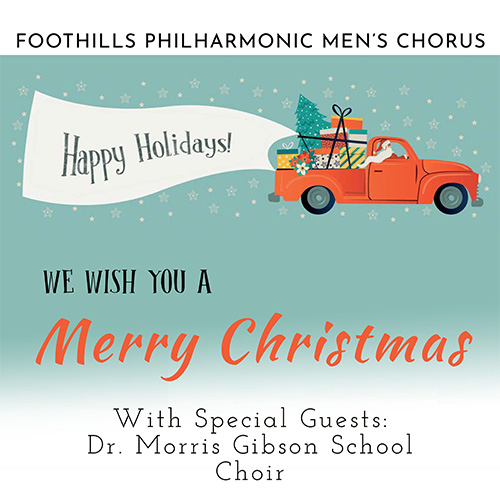 FOOTHILLS PHILHARMONIC MEN’S CHORUS
Happy Holidays!
WE WISH YOU A
Merry Christmas
With Special Guests:
Dr. Morris Gibson School
Choir